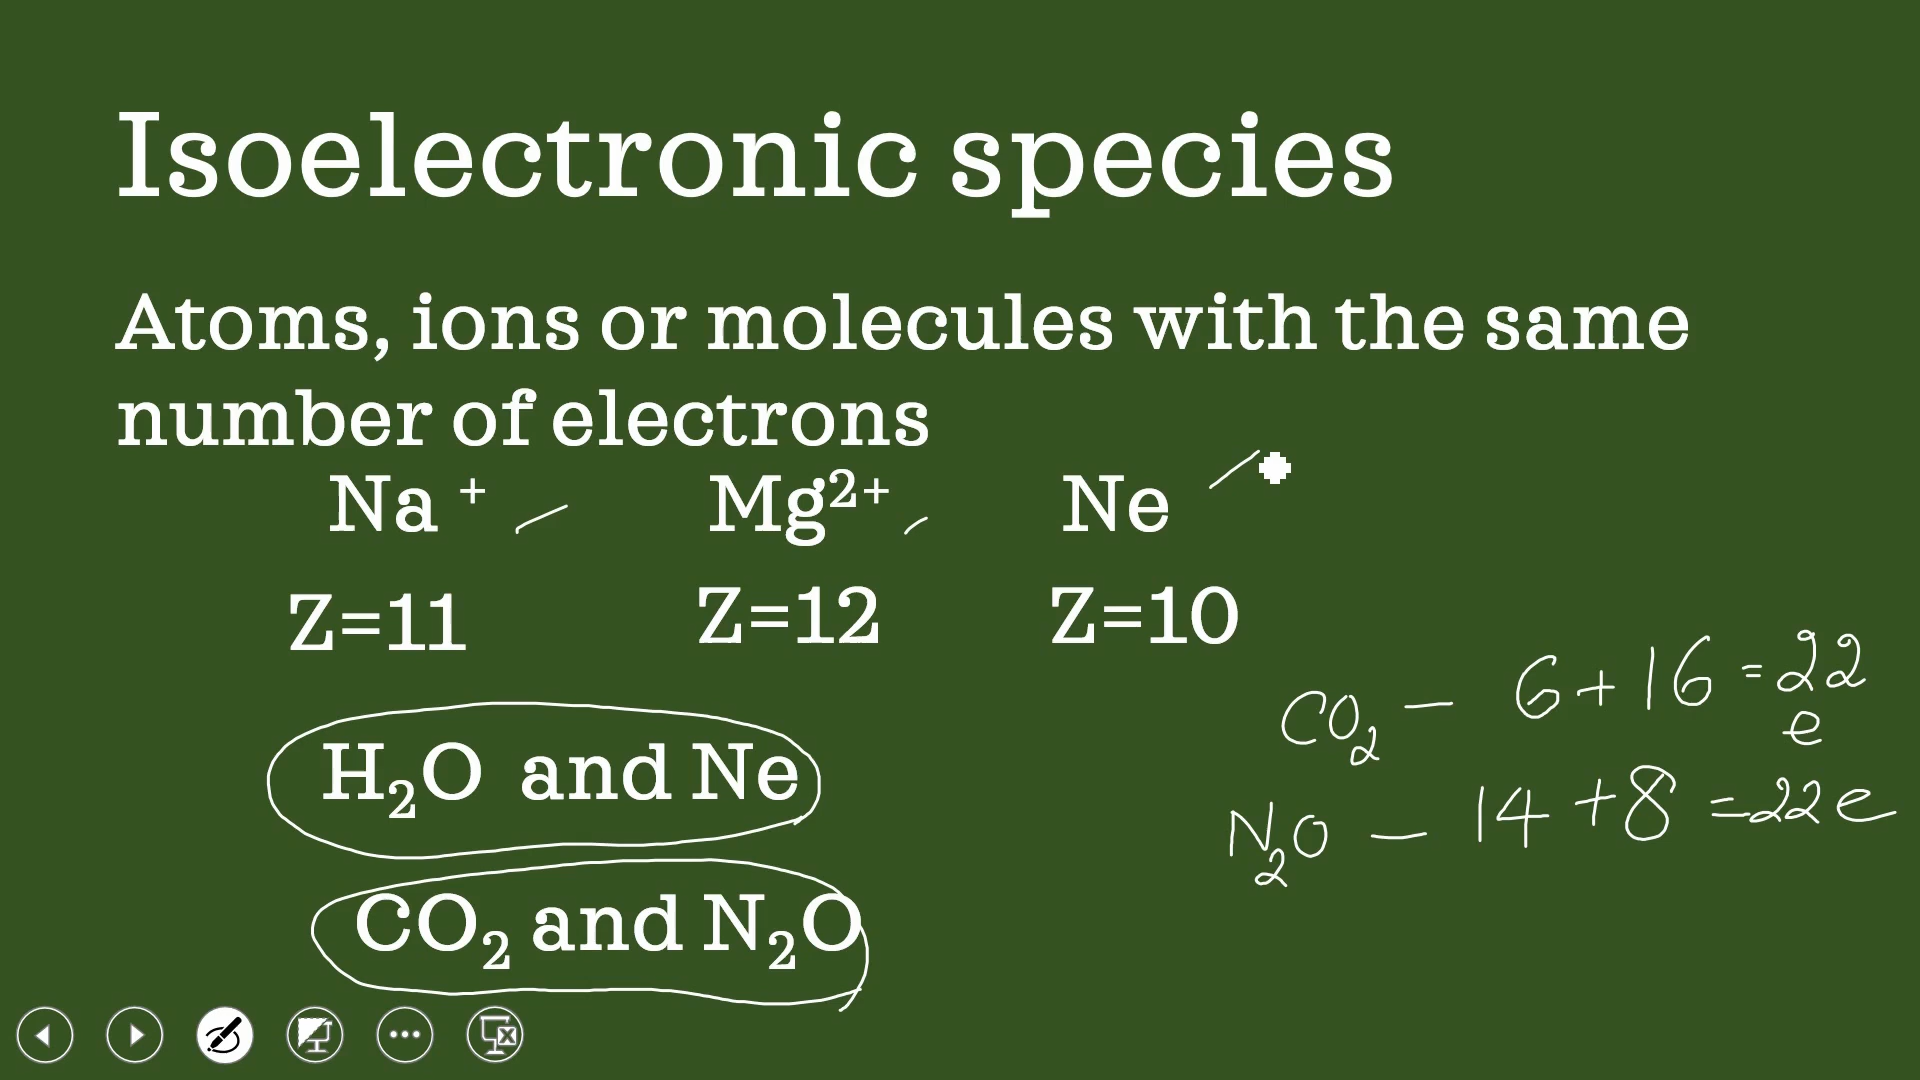 Isoelectronic species
Atoms, ions or molecules with the same
number of electrons
Na⁺ Mg²⁺ Ne
Z=11 Z=12 Z=10
H₂O and Ne
CO₂ and N₂O
CO₂ — 6+16 = 22
e
N₂O — 14+8 = 22e